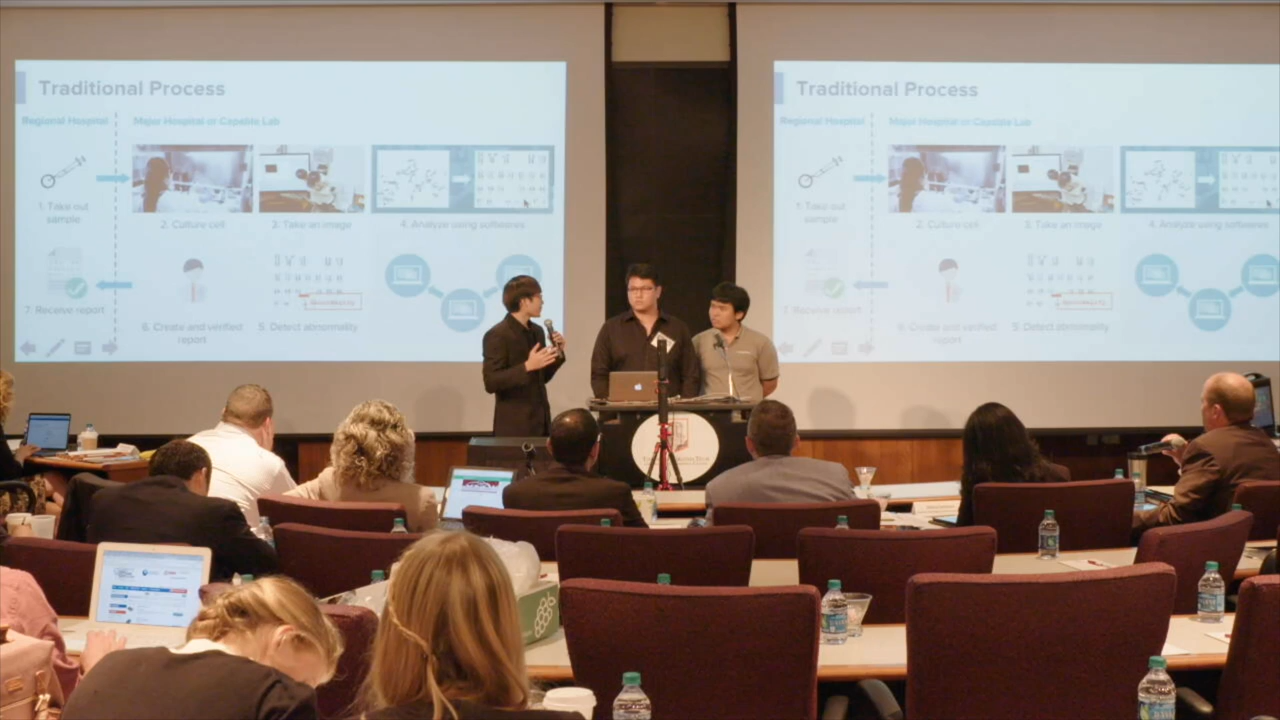 Traditional Process
Regional Hospital
Major Hospital or Capable Lab
1. Take out
sample
2. Culture cell
3. Take an image
4. Analyze using softwares
7. Receive report
6. Create and verified
report
5. Detect abnormality
Traditional Process
Regional Hospital
Major Hospital or Capable Lab
1. Take out
sample
2. Culture cell
3. Take an image
4. Analyze using softwares
7. Receive report
6. Create and verified
report
5. Detect abnormality